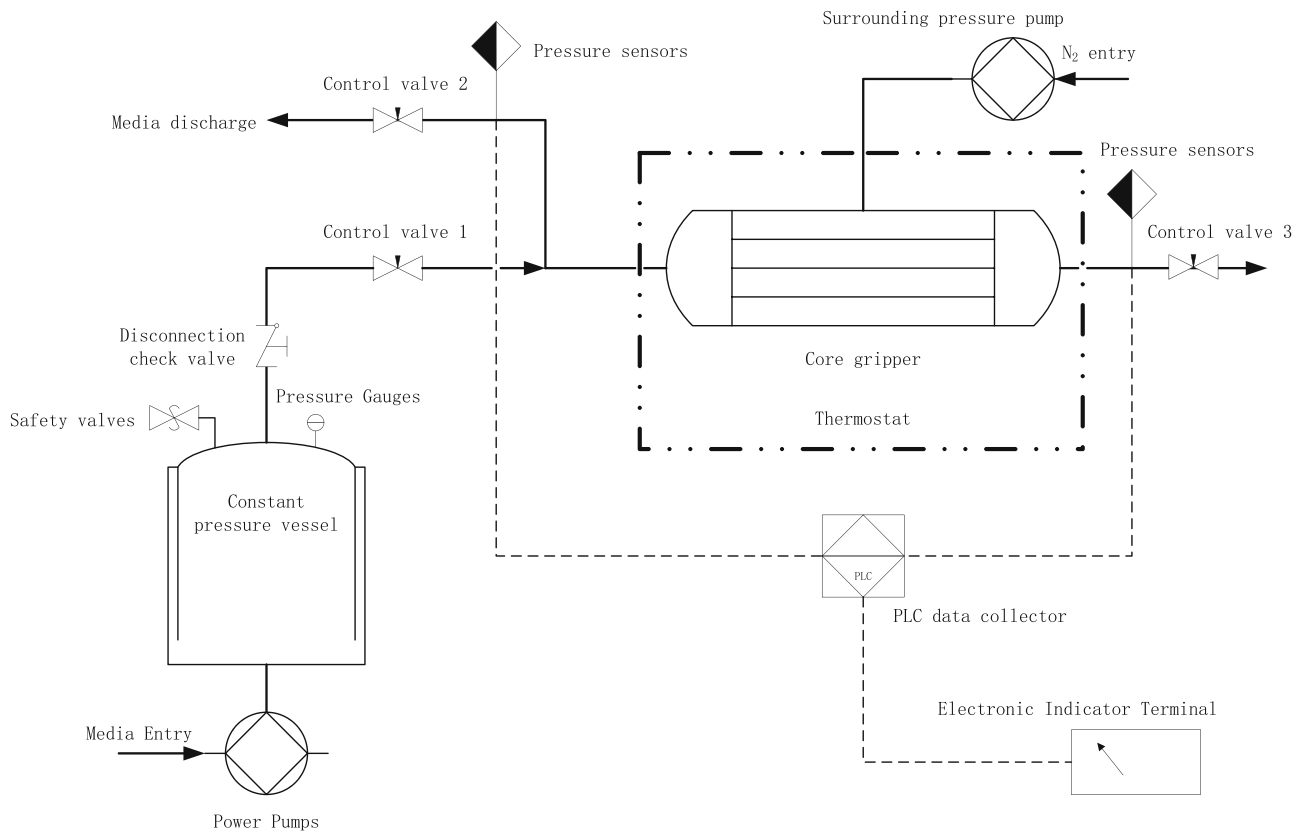 Surrounding pressure pump
N₂ entry
Pressure sensors
Control valve 2
Media discharge
Pressure sensors
Control valve 1
Control valve 3
Disconnection
check valve
Core gripper
Pressure Gauges
Safety valves
Thermostat
Constant
pressure vessel
PLC
PLC data collector
Electronic Indicator Terminal
Media Entry
Power Pumps